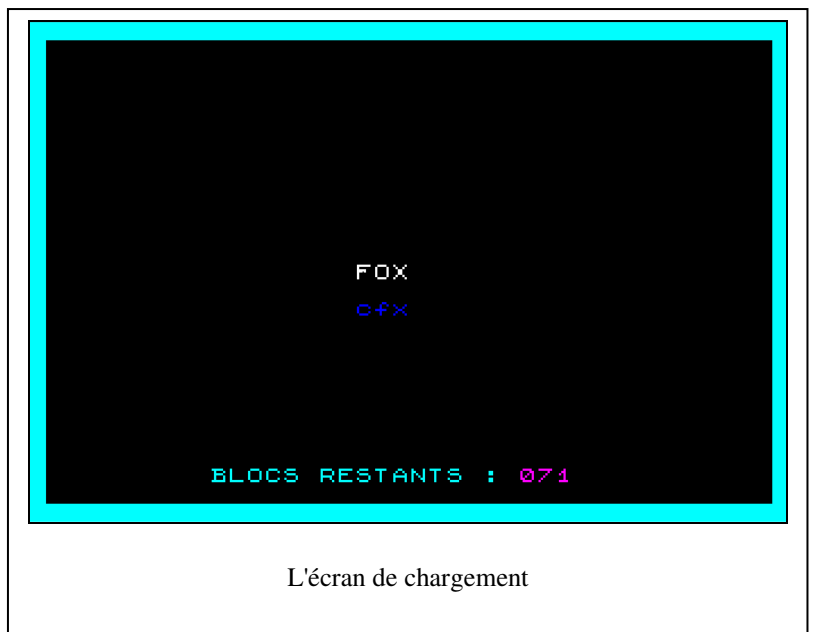 FOX
cfx
BLOCS RESTANTS : 071
L'écran de chargement